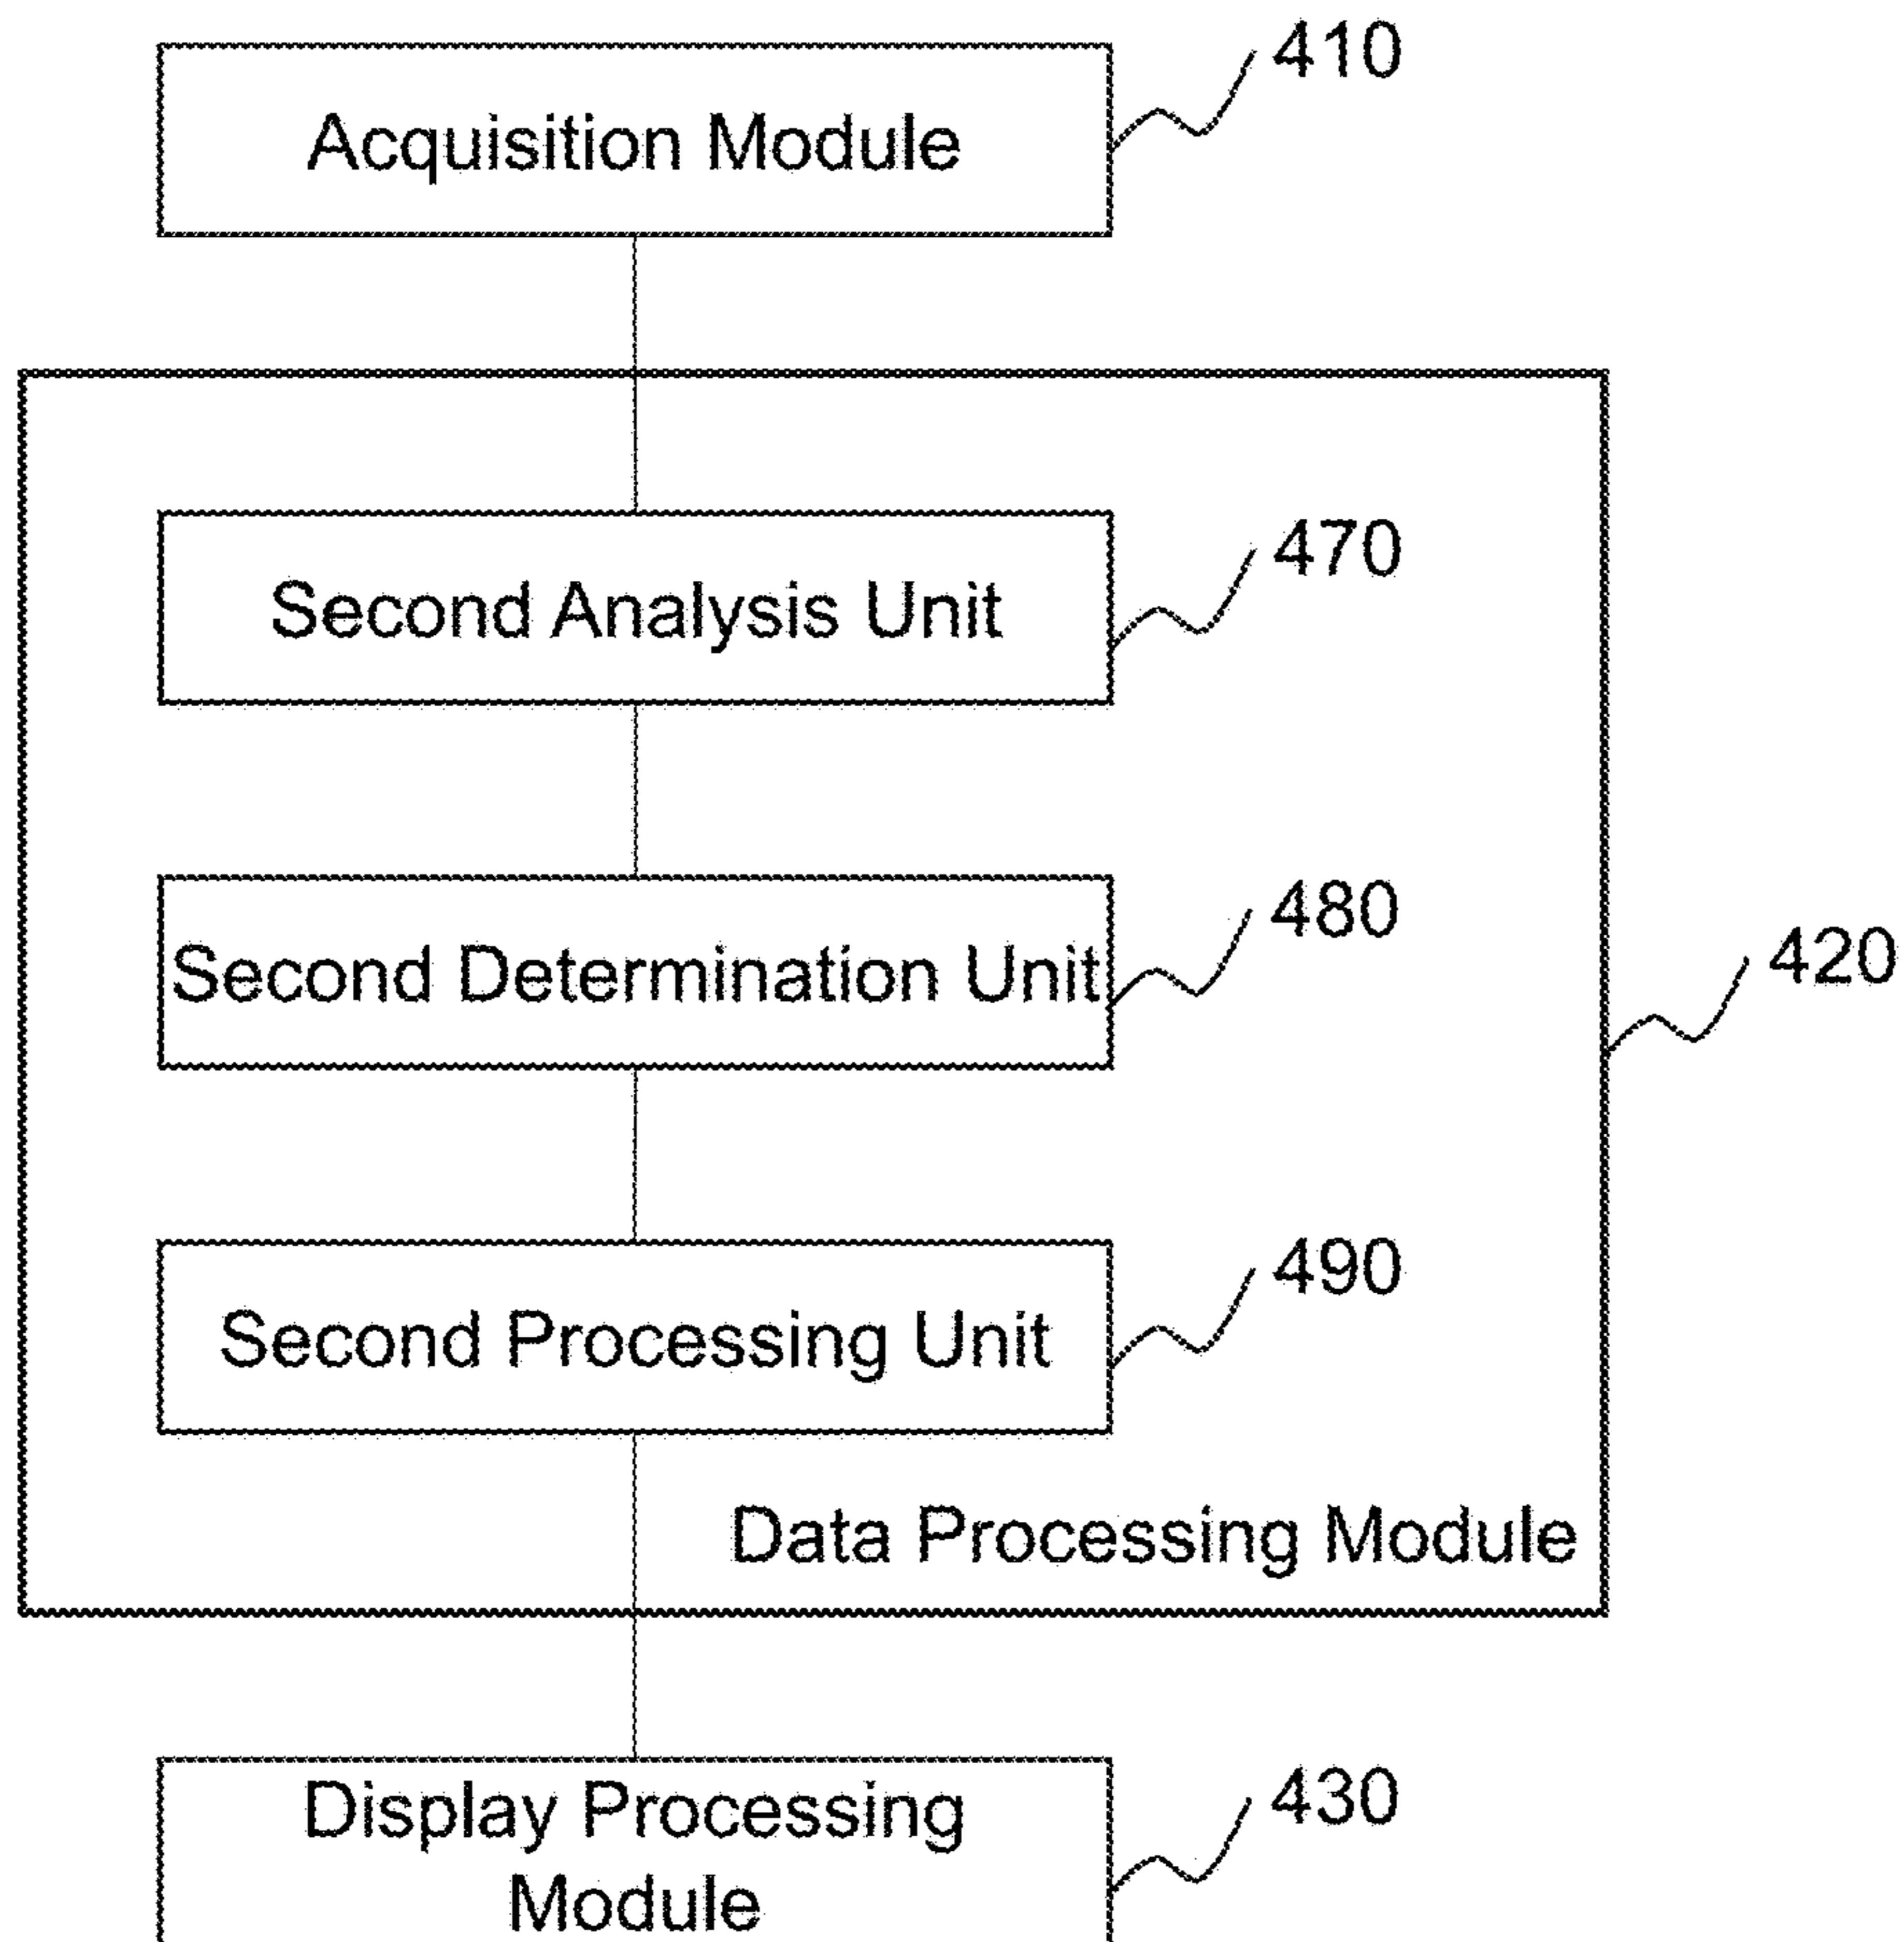 410
Acquisition Module
470
Second Analysis Unit
480
Second Determination Unit
420
490
Second Processing Unit
Data Processing Module
430
Display Processing
Module